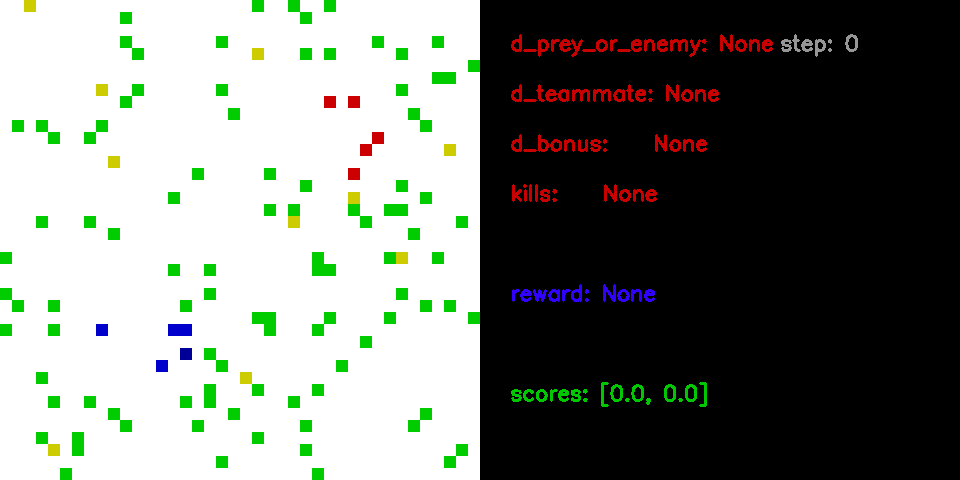 d_prey_or_enemy: None step: 0
d_teammate: None
d_bonus: None
kills: None
reward: None
scores: [0.0, 0.0]